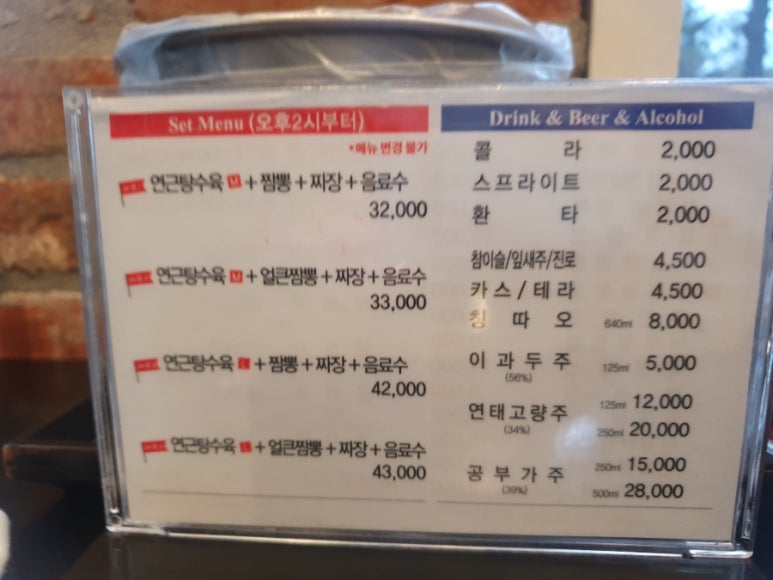 Set Menu (오후2시부터)
*메뉴 변경 불가
연근탕수육 M + 짬뽕 + 짜장 + 음료수
32,000
연근탕수육 M + 얼큰짬뽕 + 짜장 + 음료수
33,000
연근탕수육 L + 짬뽕 + 짜장 + 음료수
42,000
연근탕수육 L + 얼큰짬뽕 + 짜장 + 음료수
43,000
Drink & Beer & Alcohol
콜라 2,000
스프라이트 2,000
환타 2,000
참이슬/잎새주/진로 4,500
카스/테라 4,500
칭따오 640ml 8,000
이과두주 125ml 5,000
(56%)
연태고량주 125ml 12,000
(34%) 250ml 20,000
공부가주 250ml 15,000
(39%) 500ml 28,000